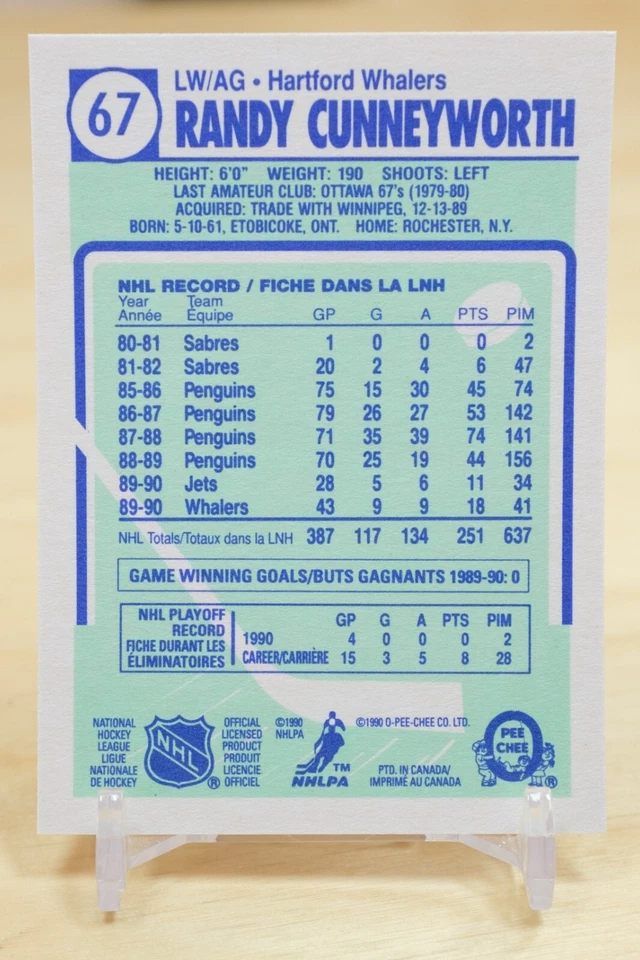 67
LW/AG • Hartford Whalers
RANDY CUNNEYWORTH
HEIGHT: 6'0" WEIGHT: 190 SHOOTS: LEFT
LAST AMATEUR CLUB: OTTAWA 67's (1979-80)
ACQUIRED: TRADE WITH WINNIPEG, 12-13-89
BORN: 5-10-61, ETOBICOKE, ONT. HOME: ROCHESTER, N.Y.
NHL RECORD / FICHE DANS LA LNH
Year Team
Année Équipe GP G A PTS PIM
80-81 Sabres 1 0 0 0 2
81-82 Sabres 20 2 4 6 47
85-86 Penguins 75 15 30 45 74
86-87 Penguins 79 26 27 53 142
87-88 Penguins 71 35 39 74 141
88-89 Penguins 70 25 19 44 156
89-90 Jets 28 5 6 11 34
89-90 Whalers 43 9 9 18 41
NHL Totals/Totaux dans la LNH 387 117 134 251 637
GAME WINNING GOALS/BUTS GAGNANTS 1989-90: 0
NHL PLAYOFF
RECORD
FICHE DURANT LES
ÉLIMINATOIRES
GP G A PTS PIM
1990 4 0 0 0 2
CAREER/CARRIÈRE 15 3 5 8 28
NATIONAL
HOCKEY
LEAGUE
LIGUE
NATIONALE
DE HOCKEY
NHL
®
OFFICIAL
LICENSED
PRODUCT
PRODUIT
LICENCIE
OFFICIEL
©1990
NHLPA
TM
NHLPA
©1990 O-PEE-CHEE CO. LTD.
PTD. IN CANADA/
IMPRIMÉ AU CANADA
PEE
CHEE
®